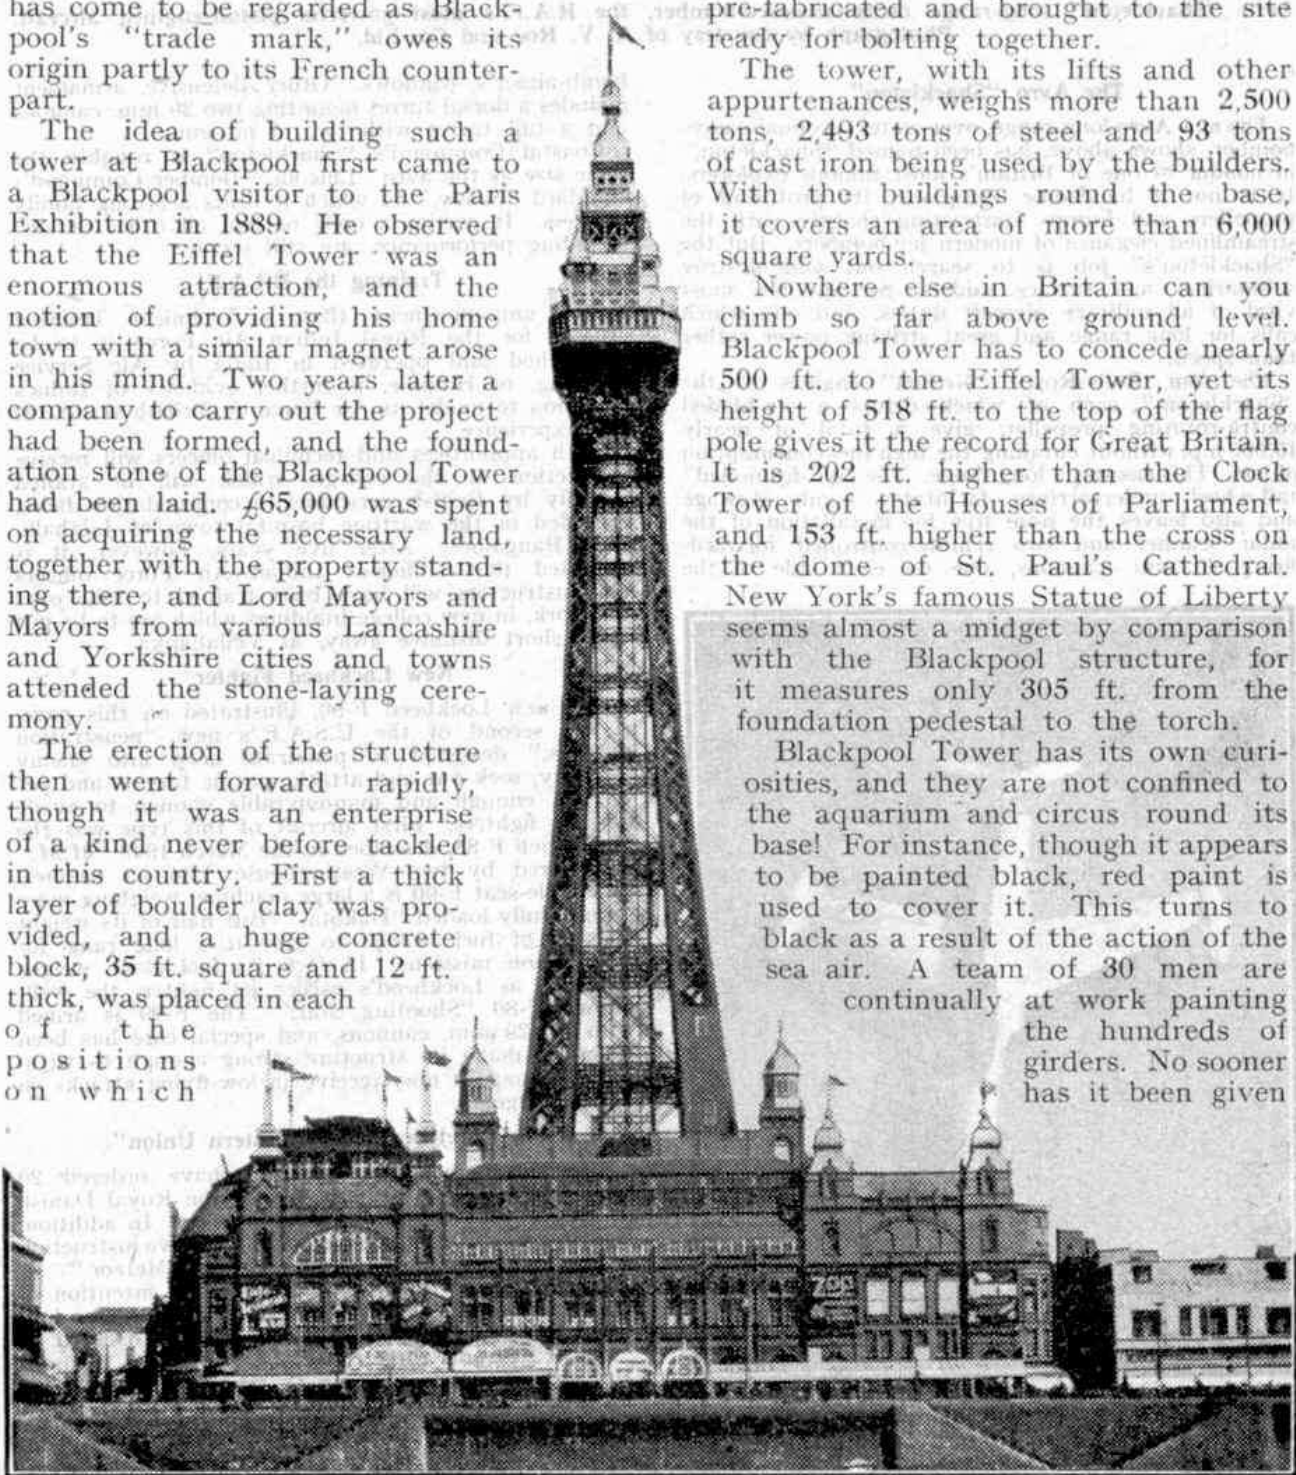 has come to be regarded as Black-
pool's "trade mark," owes its
origin partly to its French counter-
part.
The idea of building such a
tower at Blackpool first came to
a Blackpool visitor to the Paris
Exhibition in 1889. He observed
that the Eiffel Tower was an
enormous attraction, and the
notion of providing his home
town with a similar magnet arose
in his mind. Two years later a
company to carry out the project
had been formed, and the found-
ation stone of the Blackpool Tower
had been laid. £65,000 was spent
on acquiring the necessary land,
together with the property stand-
ing there, and Lord Mayors and
Mayors from various Lancashire
and Yorkshire cities and towns
attended the stone-laying cere-
mony.
The erection of the structure
then went forward rapidly,
though it was an enterprise
of a kind never before tackled
in this country. First a thick
layer of boulder clay was pro-
vided, and a huge concrete
block, 35 ft. square and 12 ft.
thick, was placed in each
of the
positions
on which
pre-fabricated and brought to the site
ready for bolting together.
The tower, with its lifts and other
appurtenances, weighs more than 2,500
tons, 2,493 tons of steel and 93 tons
of cast iron being used by the builders.
With the buildings round the base,
it covers an area of more than 6,000
square yards.
Nowhere else in Britain can you
climb so far above ground level.
Blackpool Tower has to concede nearly
500 ft. to the Eiffel Tower, yet its
height of 518 ft. to the top of the flag
pole gives it the record for Great Britain.
It is 202 ft. higher than the Clock
Tower of the Houses of Parliament,
and 153 ft. higher than the cross on
the dome of St. Paul's Cathedral.
New York's famous Statue of Liberty
seems almost a midget by comparison
with the Blackpool structure, for
it measures only 305 ft. from the
foundation pedestal to the torch.
Blackpool Tower has its own curi-
osities, and they are not confined to
the aquarium and circus round its
base! For instance, though it appears
to be painted black, red paint is
used to cover it. This turns to
black as a result of the action of the
sea air. A team of 30 men are
continually at work painting
the hundreds of
girders. No sooner
has it been given
ZOO